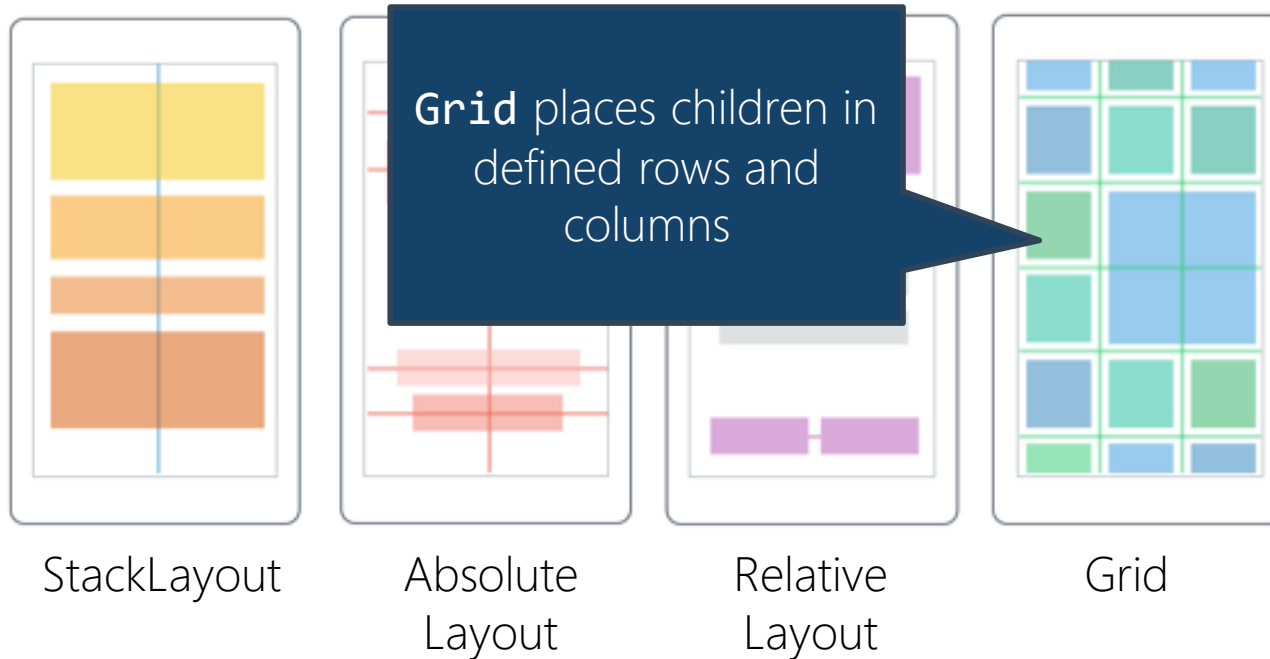 Grid places children in
defined rows and
columns
StackLayout
Absolute
Layout
Relative
Layout
Grid